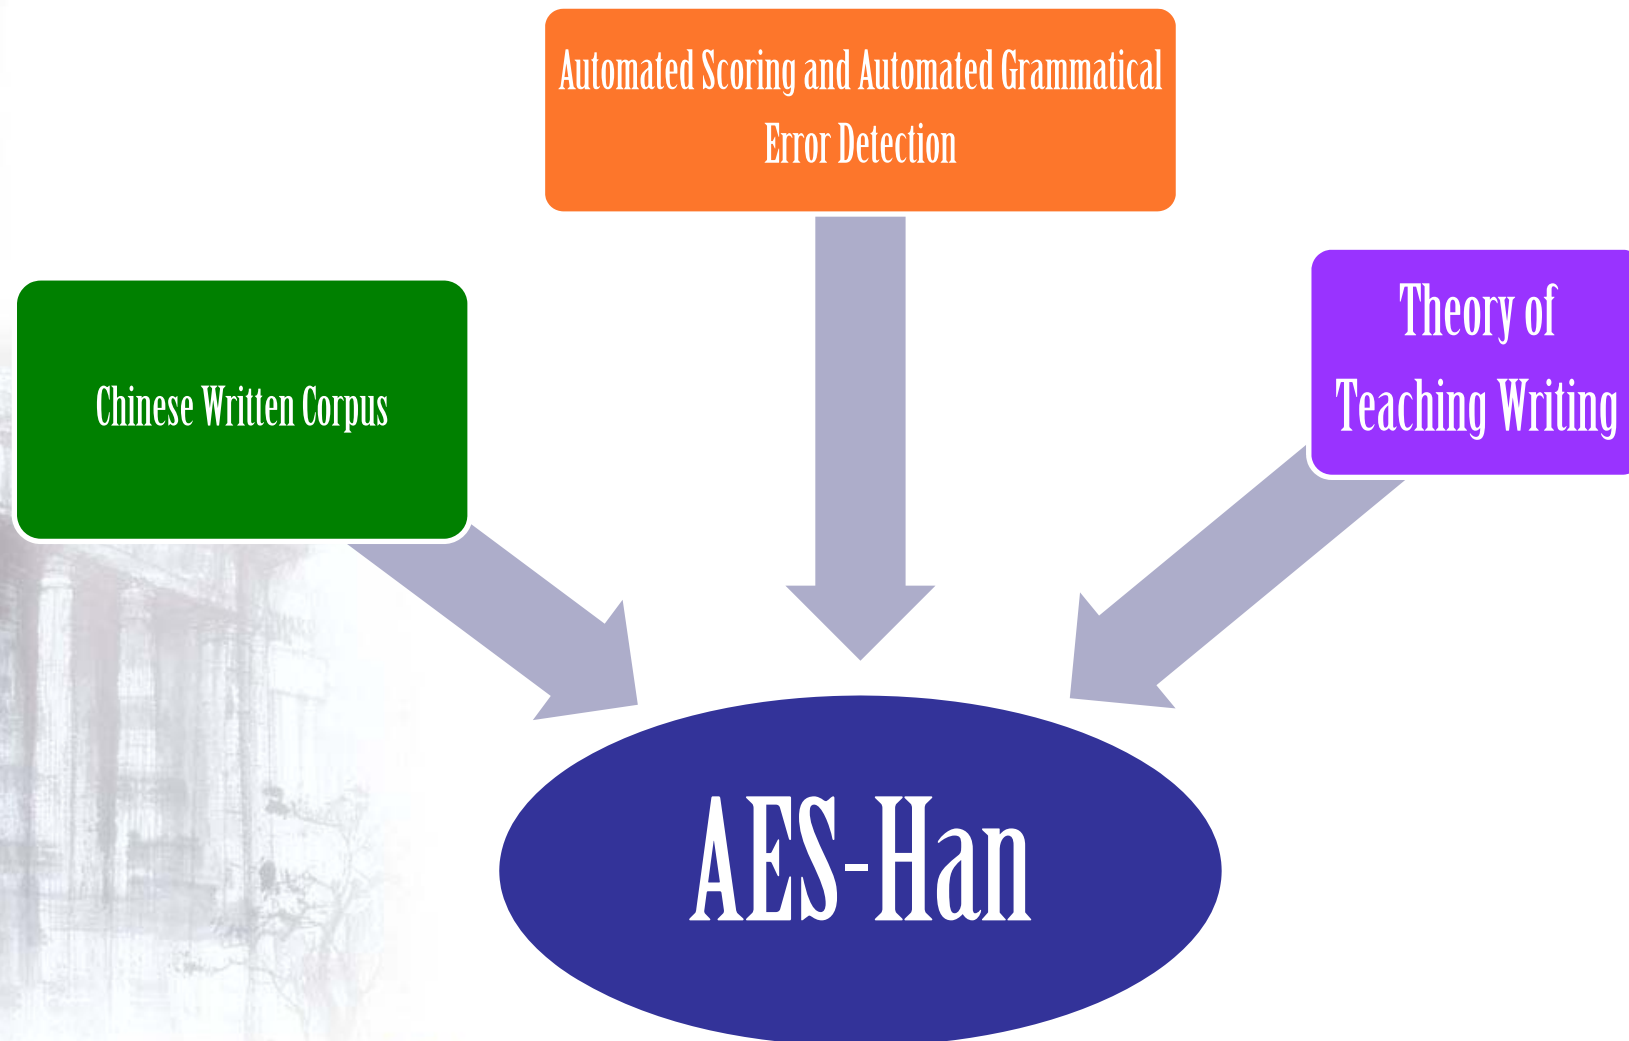 Automated Scoring and Automated Grammatical
Error Detection
Chinese Written Corpus
Theory of
Teaching Writing
AES-Han